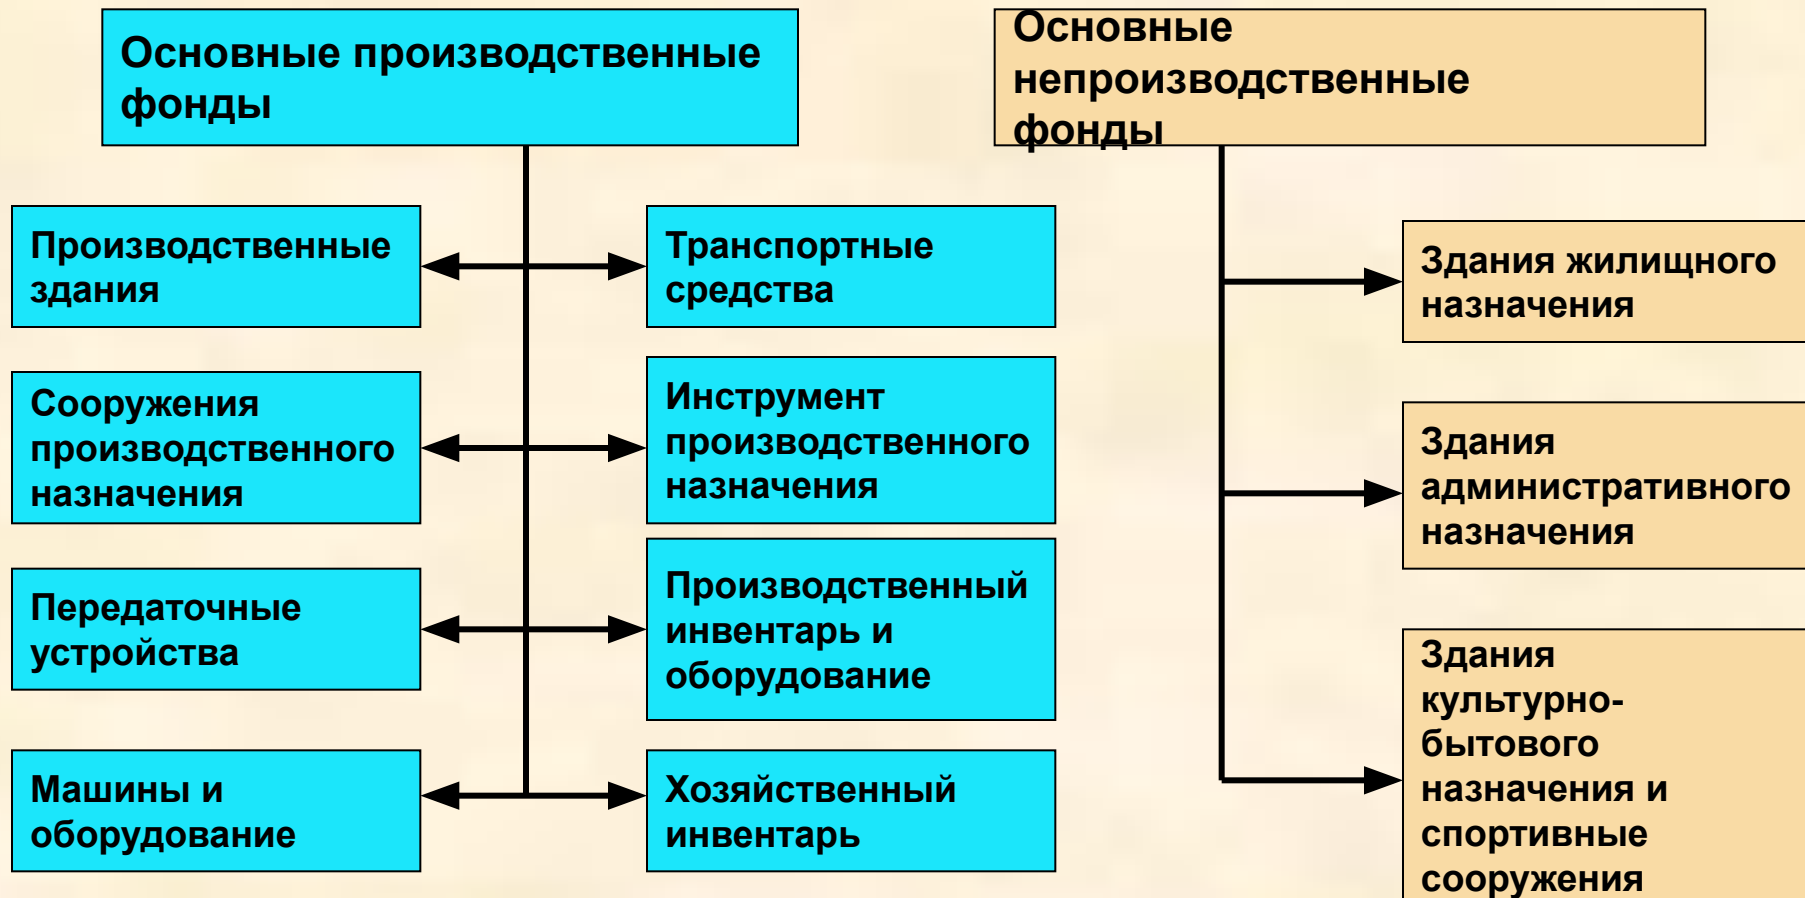 Основные производственные
фонды
Основные
непроизводственные
фонды
Производственные
здания
Транспортные
средства
Здания жилищного
назначения
Сооружения
производственного
назначения
Инструмент
производственного
назначения
Здания
административного
назначения
Передаточные
устройства
Производственный
инвентарь и
оборудование
Здания
культурно-
бытового
назначения и
спортивные
сооружения
Машины и
оборудование
Хозяйственный
инвентарь